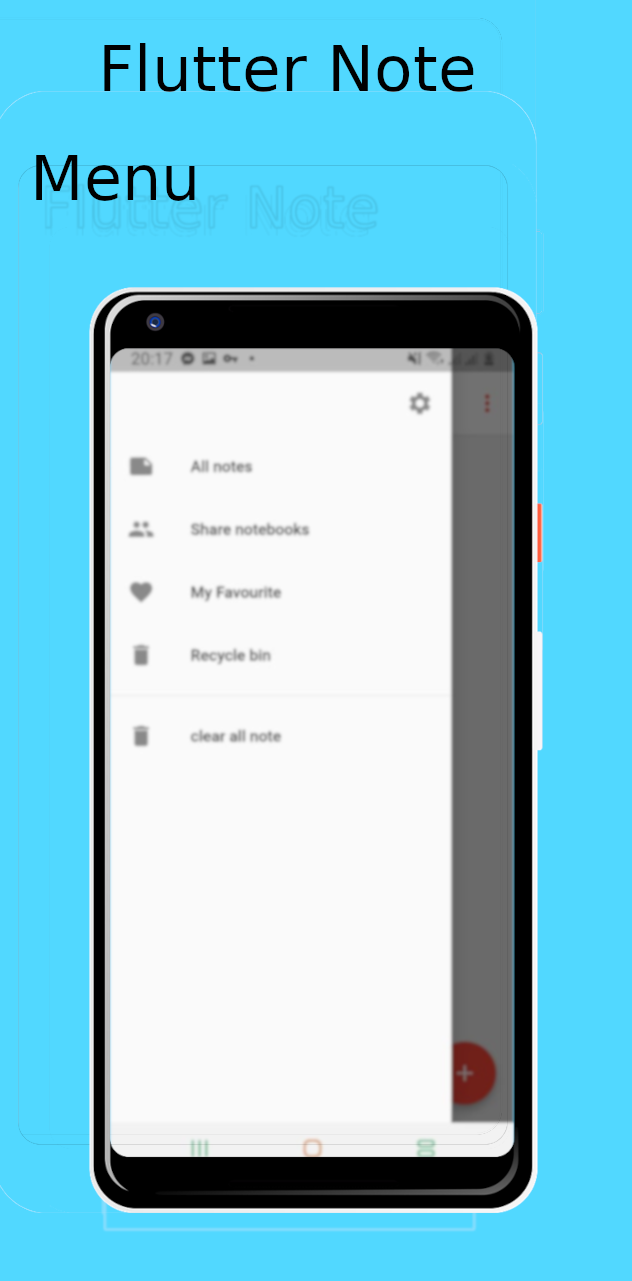 Flutter Note
Menu
Flutter Note
20:17
All notes
Share notebooks
My Favourite
Recycle bin
clear all note